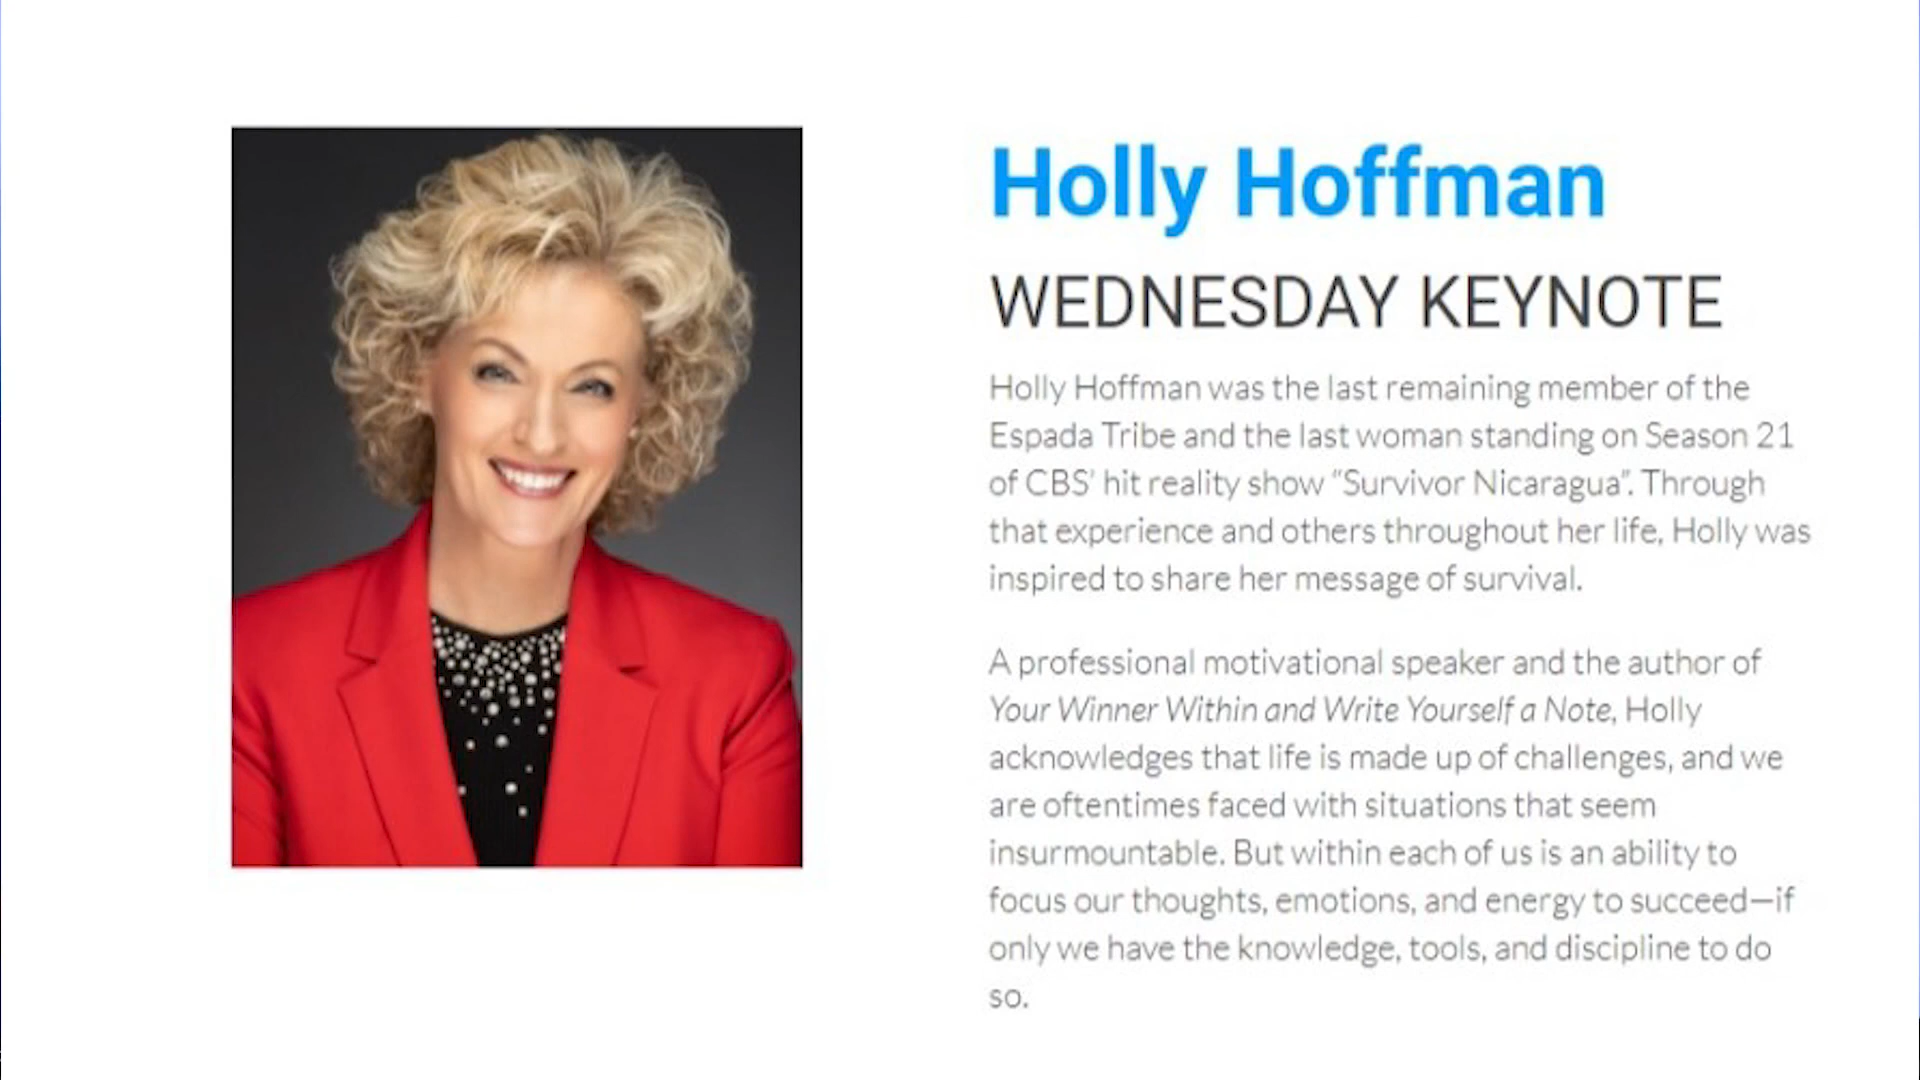 Holly Hoffman
WEDNESDAY KEYNOTE
Holly Hoffman was the last remaining member of the
Espada Tribe and the last woman standing on Season 21
of CBS' hit reality show “Survivor Nicaragua”. Through
that experience and others throughout her life, Holly was
inspired to share her message of survival.
A professional motivational speaker and the author of
Your Winner Within and Write Yourself a Note, Holly
acknowledges that life is made up of challenges, and we
are oftentimes faced with situations that seem
insurmountable. But within each of us is an ability to
focus our thoughts, emotions, and energy to succeed—if
only we have the knowledge, tools, and discipline to do
so.